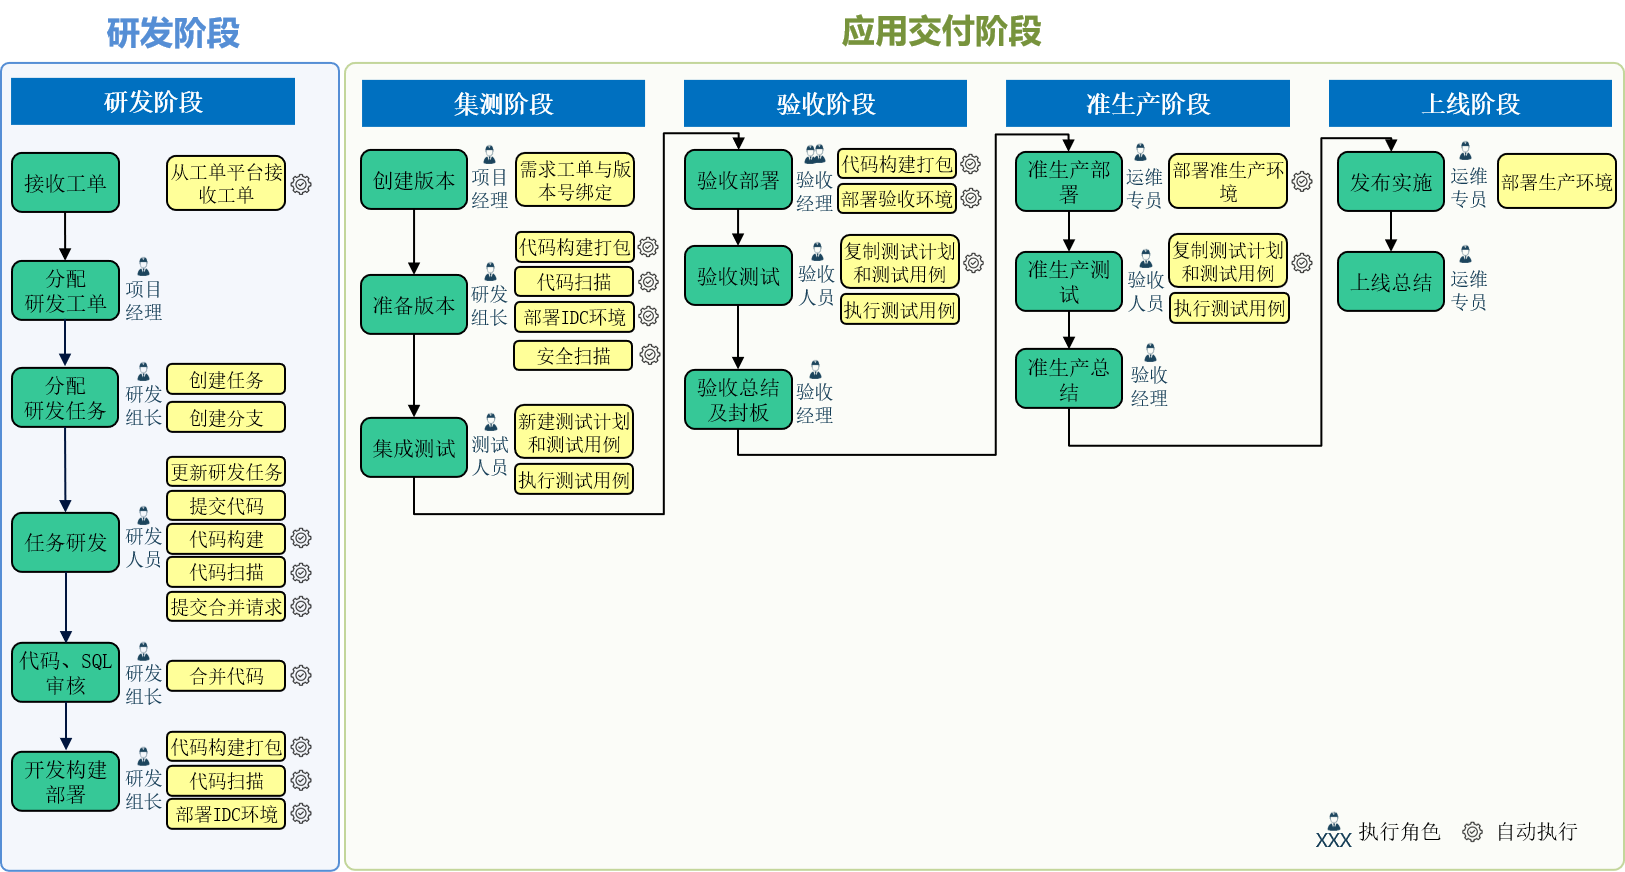 研发阶段
应用交付阶段
研发阶段
接收工单
从工单平台接
收工单
分配
研发工单
项目
经理
分配
研发任务
研发
组长
创建任务
创建分支
任务研发
研发
人员
更新研发任务
提交代码
代码构建
代码扫描
提交合并请求
代码、SQL
审核
研发
组长
合并代码
开发构建
部署
研发
组长
代码构建打包
代码扫描
部署IDC环境
集测阶段
创建版本
项目
经理
需求工单与版
本号绑定
准备版本
研发
组长
代码构建打包
代码扫描
部署IDC环境
安全扫描
集成测试
测试
人员
新建测试计划
和测试用例
执行测试用例
验收阶段
验收部署
验收
经理
代码构建打包
部署验收环境
验收测试
验收
人员
复制测试计划
和测试用例
执行测试用例
验收总结
及封板
验收
经理
准生产阶段
准生产部
署
运维
专员
部署准生产环
境
准生产测
试
验收
人员
复制测试计划
和测试用例
执行测试用例
准生产总
结
验收
经理
上线阶段
发布实施
运维
专员
部署生产环境
上线总结
运维
专员
XXX
执行角色
自动执行